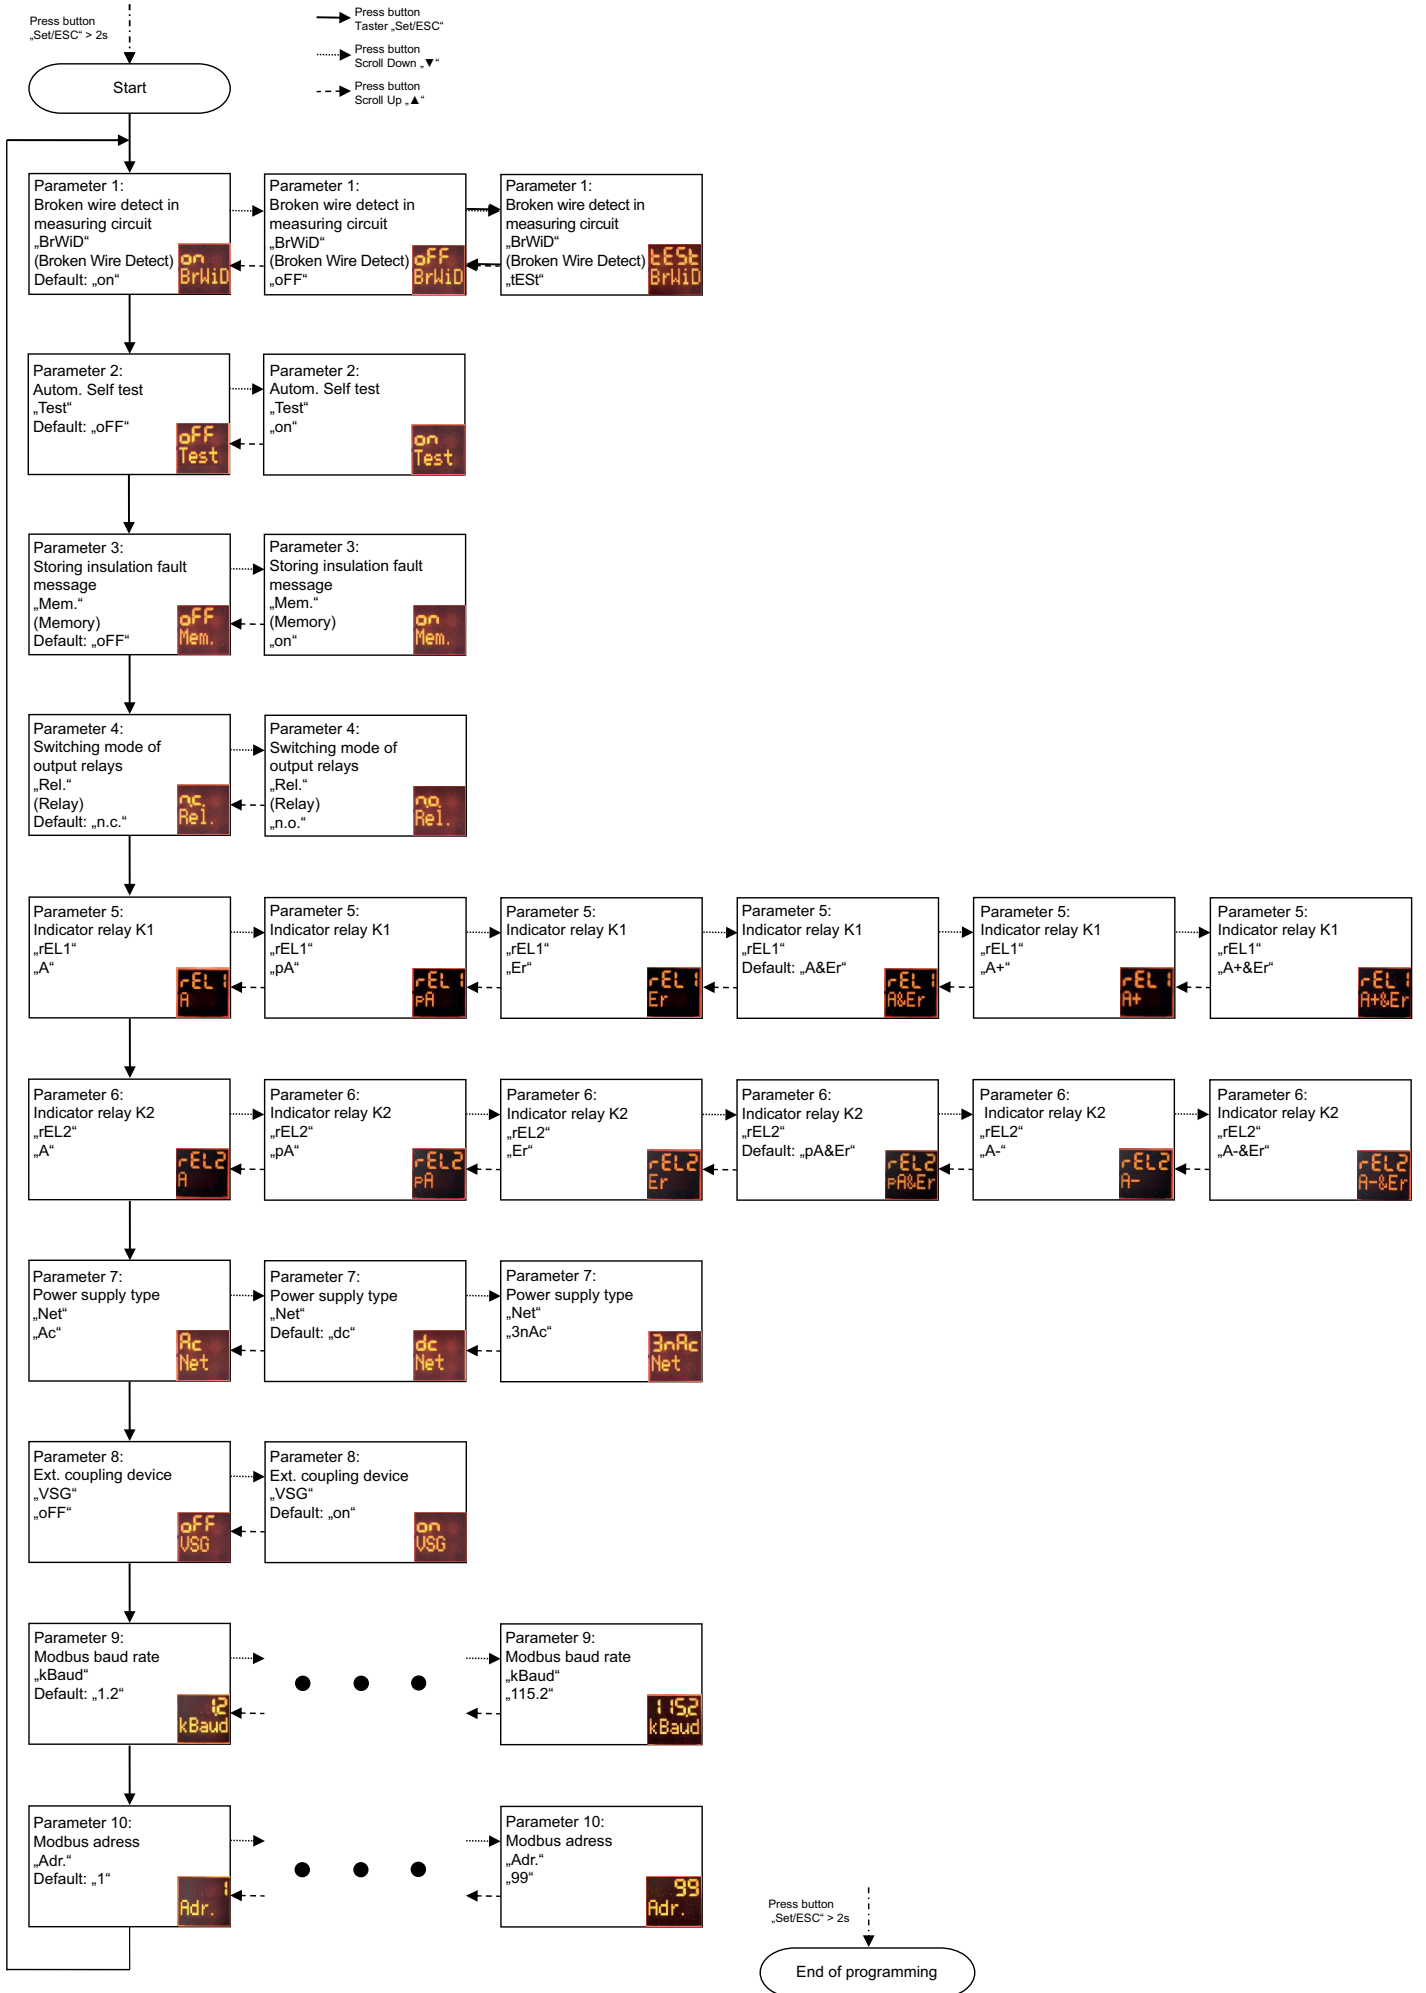 Press button
„Set/ESC“ > 2s
Start
Press button
Taster „Set/ESC“
Press button
Scroll Down „▼“
Press button
Scroll Up „▲“
Parameter 1:
Broken wire detect in
measuring circuit
„BrWiD“
(Broken Wire Detect)
Default: „on“
on
BrWiD
Parameter 1:
Broken wire detect in
measuring circuit
„BrWiD“
(Broken Wire Detect)
„oFF“
oFF
BrWiD
Parameter 1:
Broken wire detect in
measuring circuit
„BrWiD“
(Broken Wire Detect)
„tESt“
tESt
BrWiD
Parameter 2:
Autom. Self test
„Test“
Default: „oFF“
oFF
Test
Parameter 2:
Autom. Self test
„Test“
„on“
on
Test
Parameter 3:
Storing insulation fault
message
„Mem.“
(Memory)
Default: „oFF“
oFF
Mem.
Parameter 3:
Storing insulation fault
message
„Mem.“
(Memory)
„on“
on
Mem.
Parameter 4:
Switching mode of
output relays
„Rel.“
(Relay)
Default: „n.c.“
n.c.
Rel.
Parameter 4:
Switching mode of
output relays
„Rel.“
(Relay)
„n.o.“
n.o.
Rel.
Parameter 5:
Indicator relay K1
„rEL1“
„A“
rEL1
A
Parameter 5:
Indicator relay K1
„rEL1“
„pA“
rEL1
pA
Parameter 5:
Indicator relay K1
„rEL1“
„Er“
rEL1
Er
Parameter 5:
Indicator relay K1
„rEL1“
Default: „A&Er“
rEL1
A&Er
Parameter 5:
Indicator relay K1
„rEL1“
„A+“
rEL1
A+
Parameter 5:
Indicator relay K1
„rEL1“
„A+&Er“
rEL1
A+&Er
Parameter 6:
Indicator relay K2
„rEL2“
„A“
rEL2
A
Parameter 6:
Indicator relay K2
„rEL2“
„pA“
rEL2
pA
Parameter 6:
Indicator relay K2
„rEL2“
„Er“
rEL2
Er
Parameter 6:
Indicator relay K2
„rEL2“
Default: „pA&Er“
rEL2
pA&Er
Parameter 6:
Indicator relay K2
„rEL2“
„A-“
rEL2
A-
Parameter 6:
Indicator relay K2
„rEL2“
„A-&Er“
rEL2
A-&Er
Parameter 7:
Power supply type
„Net“
„Ac“
Ac
Net
Parameter 7:
Power supply type
„Net“
Default: „dc“
dc
Net
Parameter 7:
Power supply type
„Net“
„3nAc“
3nAc
Net
Parameter 8:
Ext. coupling device
„VSG“
„oFF“
oFF
VSG
Parameter 8:
Ext. coupling device
„VSG“
Default: „on“
on
VSG
Parameter 9:
Modbus baud rate
„kBaud“
Default: „1.2“
1.2
kBaud
Parameter 9:
Modbus baud rate
„kBaud“
„115.2“
115.2
kBaud
Parameter 10:
Modbus adress
„Adr.“
Default: „1“
1
Adr.
Parameter 10:
Modbus adress
„Adr.“
„99“
99
Adr.
Press button
„Set/ESC“ > 2s
End of programming